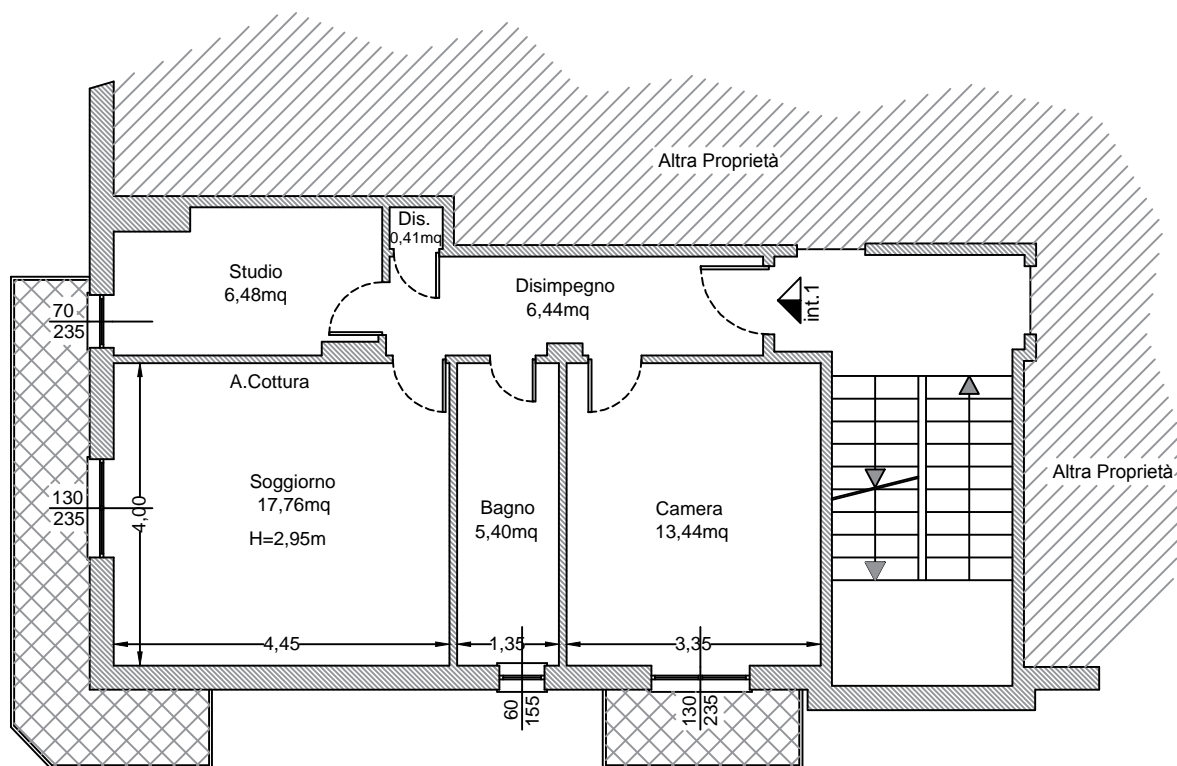 Altra Proprietà
Dis.
0,41mq
Studio
6,48mq
Disimpegno
6,44mq
int.1
70
235
A.Cottura
Altra Proprietà
130
235
4,00
Soggiorno
17,76mq
H=2,95m
Bagno
5,40mq
Camera
13,44mq
4,45
1,35
3,35
60
155
130
235